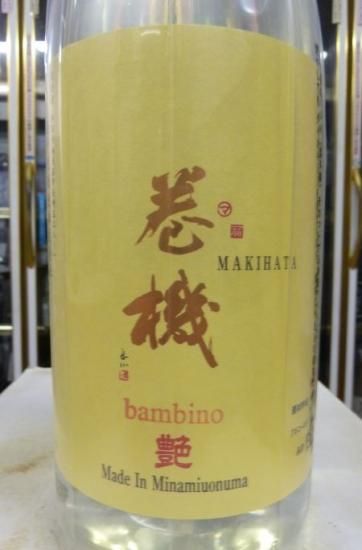 巻機
MAKIHATA
bambino
艶
Made In Minamiuonuma